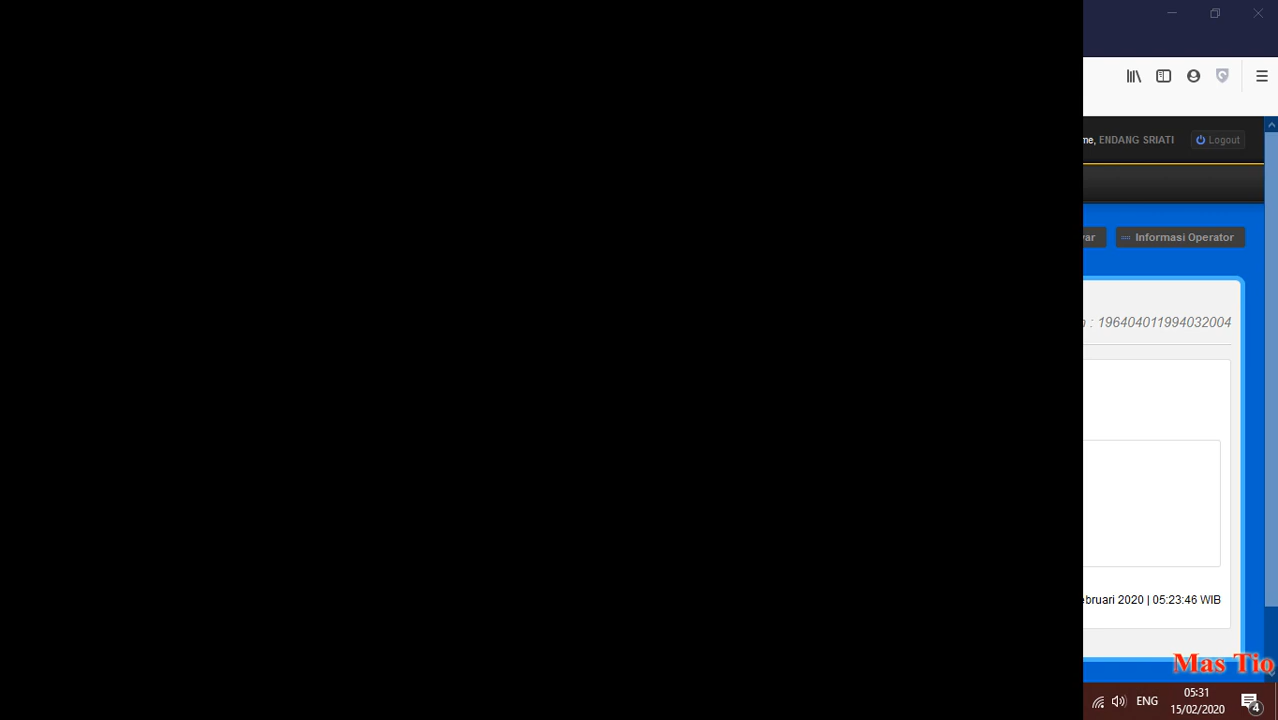 me, ENDANG SRIATI
Logout
Informasi Operator
: 196404011994032004
2020 | 05:23:46 WIB
Mas Tio
ENG
05:31
15/02/2020
4